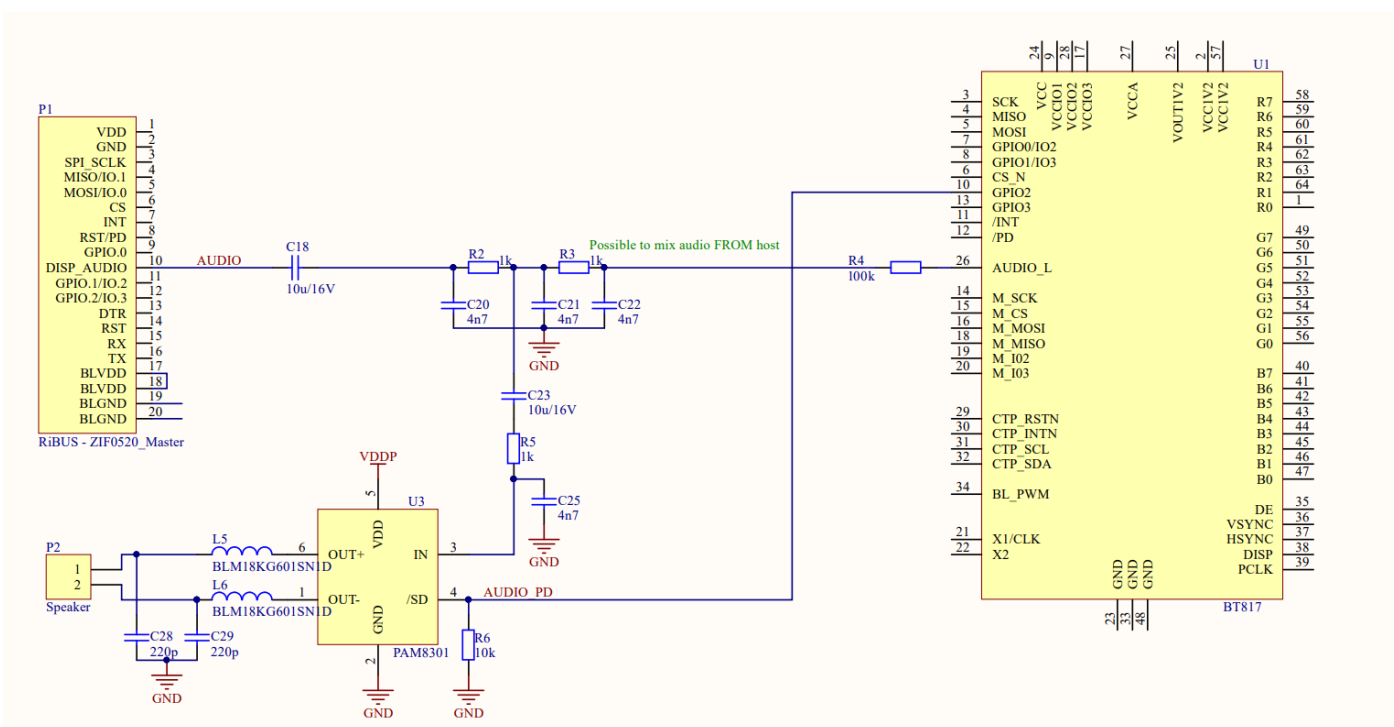 P1
1
VDD
2
GND
3
SPI_SCLK
4
MISO/IO.1
5
MOSI/IO.0
6
CS
7
INT
8
RST/PD
9
GPIO.0
10
DISP_AUDIO
11
GPIO.1/IO.2
12
GPIO.2/IO.3
13
DTR
14
RST
15
RX
16
TX
17
BLVDD
18
BLVDD
19
BLGND
20
BLGND
RiBUS - ZIF0520_Master
AUDIO
C18
10u/16V
R2
1k
R3
1k
Possible to mix audio FROM host
C20
4n7
C21
4n7
C22
4n7
GND
R4
100k
C23
10u/16V
R5
1k
C25
4n7
GND
VDDP
5
U3
VDD
OUT+
6
OUT-
1
IN
3
/SD
4
GND
2
PAM8301
GND
AUDIO_PD
R6
10k
GND
L5
BLM18KG601SN1D
L6
BLM18KG601SN1D
P2
1
2
Speaker
C28
220p
C29
220p
GND
U1
24
VCC
9
VCCIO1
28
VCCIO2
17
VCCIO3
27
VCCA
25
VOUT1V2
2
VCC1V2
57
VCC1V2
3
SCK
4
MISO
5
MOSI
7
GPIO0/IO2
8
GPIO1/IO3
6
CS_N
10
GPIO2
13
GPIO3
11
/INT
12
/PD
26
AUDIO_L
14
M_SCK
15
M_CS
16
M_MOSI
18
M_MISO
19
M_I02
20
M_I03
29
CTP_RSTN
30
CTP_INTN
31
CTP_SCL
32
CTP_SDA
34
BL_PWM
21
X1/CLK
22
X2
R7
58
R6
59
R5
60
R4
61
R3
62
R2
63
R1
64
R0
1
G7
49
G6
50
G5
51
G4
52
G3
53
G2
54
G1
55
G0
56
B7
40
B6
41
B5
42
B4
43
B3
44
B2
45
B1
46
B0
47
DE
35
VSYNC
36
HSYNC
37
DISP
38
PCLK
39
GND
23
GND
33
GND
48
BT817